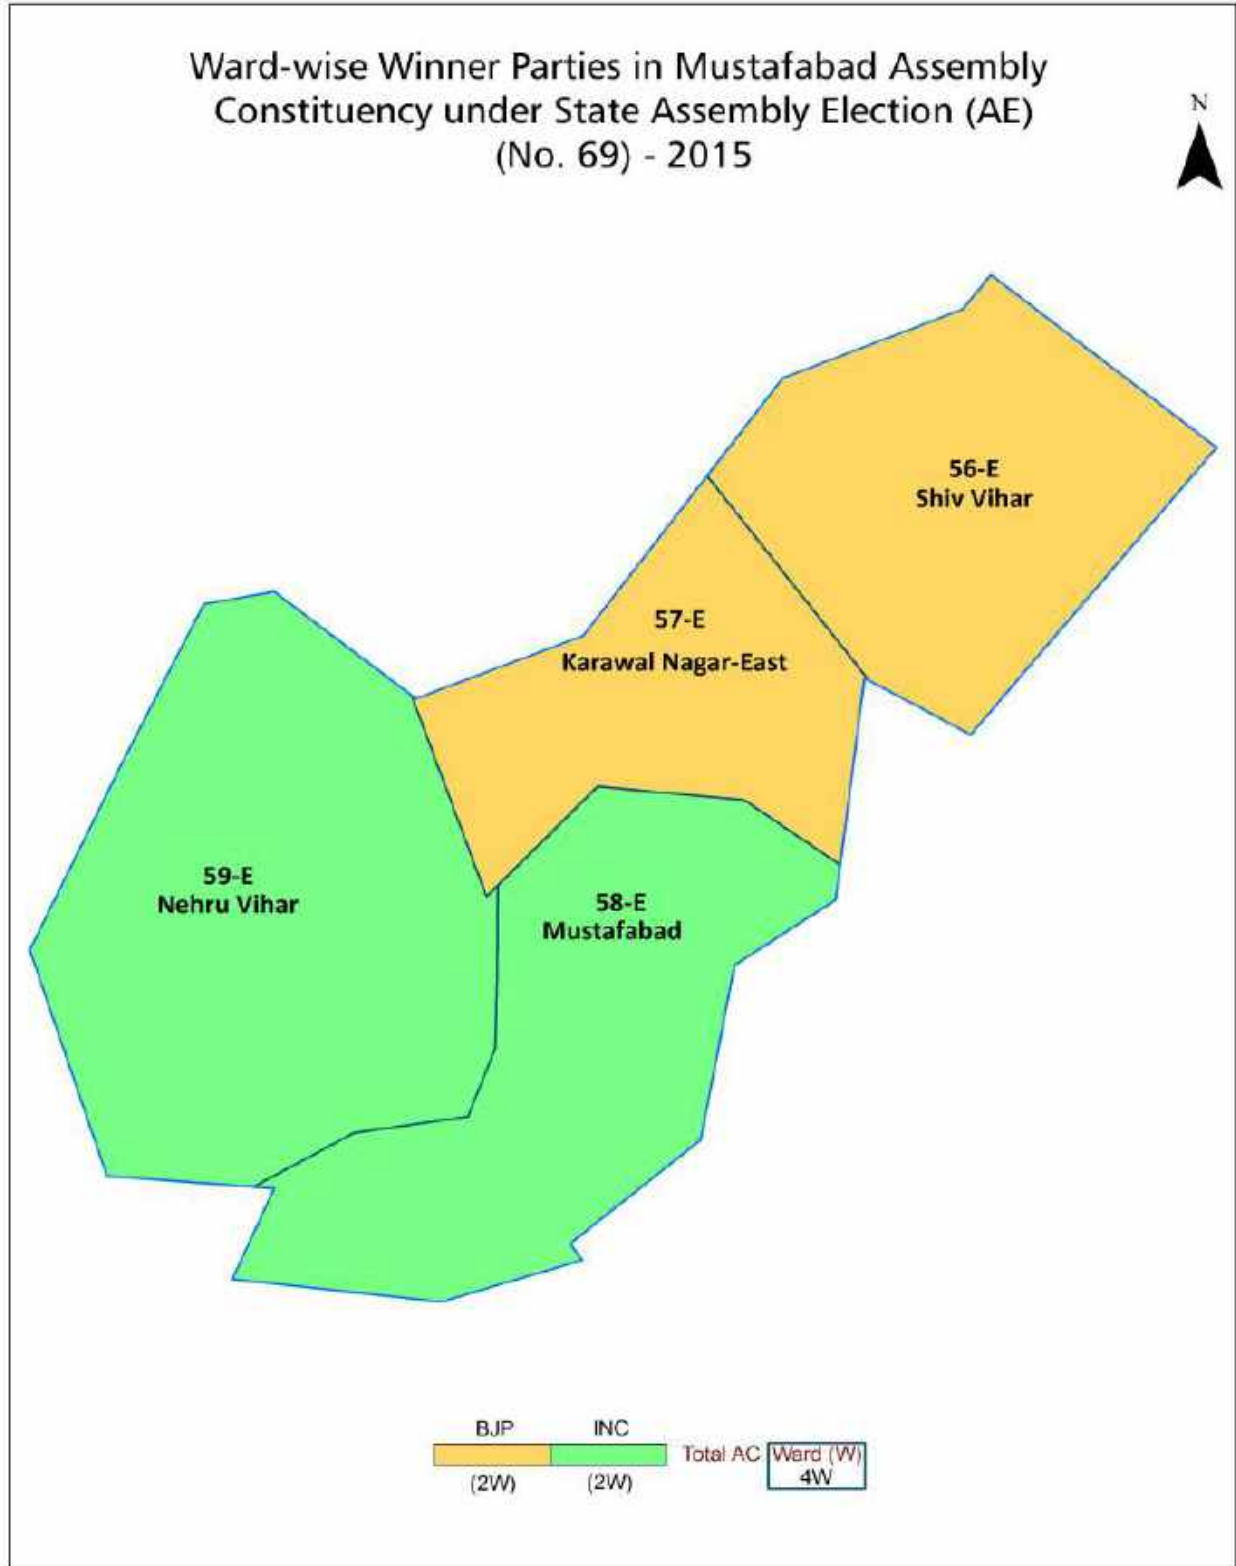 Ward-wise Winner Parties in Mustafabad Assembly
Constituency under State Assembly Election (AE)
(No. 69) - 2015
N
56-E
Shiv Vihar
57-E
Karawal Nagar-East
59-E
Nehru Vihar
58-E
Mustafabad
BJP INC
Total AC Ward (W)
4W
(2W) (2W)